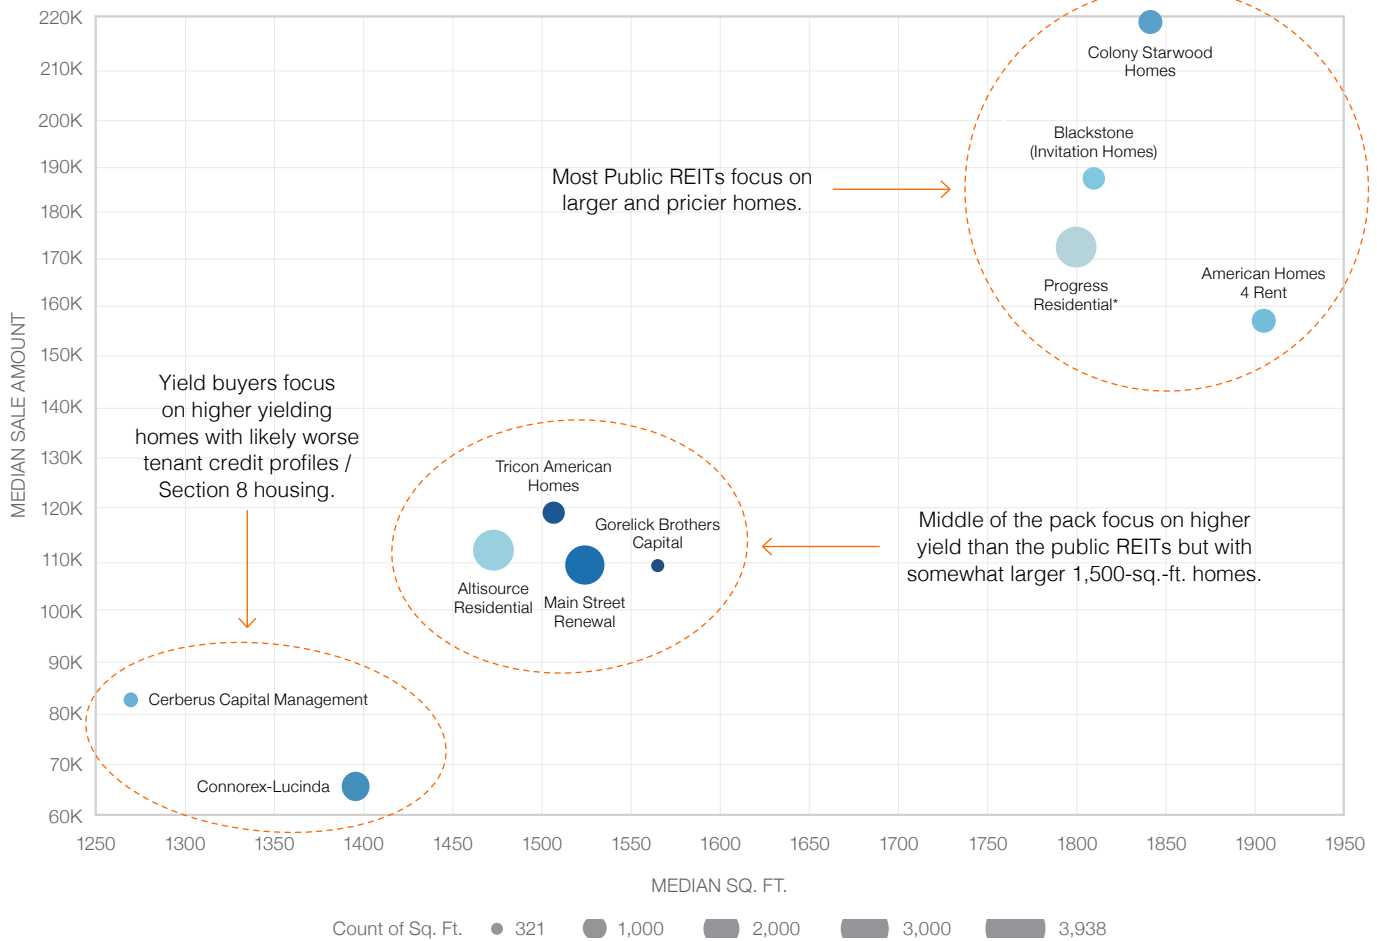 220K
210K
200K
190K
180K
170K
160K
150K
140K
130K
120K
110K
100K
90K
80K
70K
60K
MEDIAN SALE AMOUNT
Colony Starwood
Homes
Blackstone
(Invitation Homes)
Most Public REITs focus on
larger and pricier homes.
Progress
Residential*
American Homes
4 Rent
Yield buyers focus
on higher yielding
homes with likely worse
tenant credit profiles /
Section 8 housing.
Tricon American
Homes
Gorelick Brothers
Capital
Altisource
Residential
Main Street
Renewal
Middle of the pack focus on higher
yield than the public REITs but with
somewhat larger 1,500-sq.-ft. homes.
Cerberus Capital Management
Connorex-Lucinda
1250 1300 1350 1400 1450 1500 1550 1600 1650 1700 1750 1800 1850 1900 1950
MEDIAN SQ. FT.
Count of Sq. Ft. 321 1,000 2,000 3,000 3,938